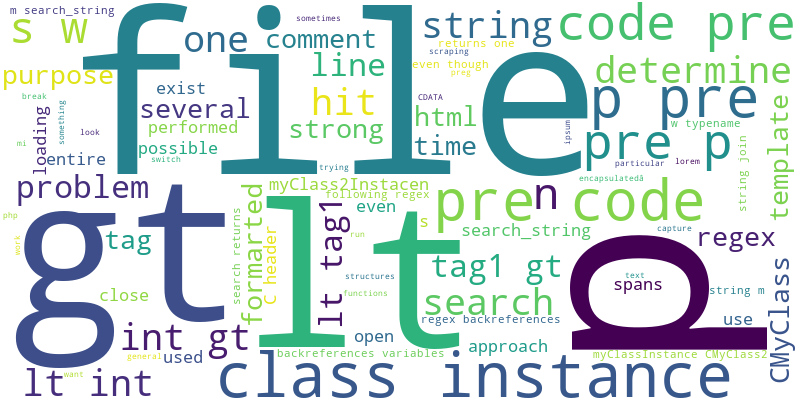 m search_string
sometimes
s w
file
one
comment
string
code pre
scraping
returns one
even though
preg
purpose
line
determine
exist
several
hit
CDATA
p pre
break
something
look
loading
performed
strong
html
w typename
mi
entire
possible
switch
time
ipsum
pre p
template
trying
particular
lorem
problem
myClass2Instacen
following regex
pre
n
code
encapsulatedâ
string join
php
gt
lt
a
work
tag
search returns
formarted
C header
even
run
lt tag1
s
search_string
capture
regex
tag1 gt
structures
functions
text
spans
close
search
string m
CMyClass
int gt
open
regex backreferences
use
general
used
want
backreferences variables
approach
myClassInstance CMyClass2
lt int
class instance